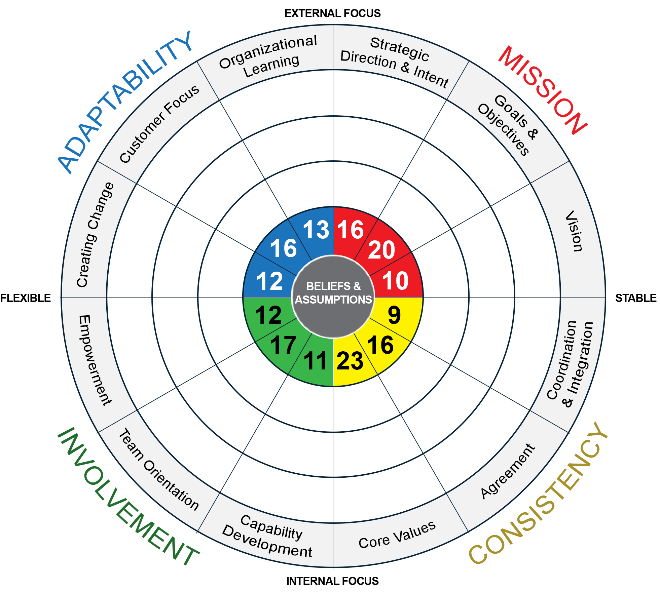 EXTERNAL FOCUS
ADAPTABILITY
MISSION
Organizational
Learning
Strategic
Direction & Intent
Customer Focus
Goals &
Objectives
Creating Change
Vision
13
16
16
20
12
10
FLEXIBLE
BELIEFS &
ASSUMPTIONS
STABLE
12
9
17
16
11
23
Empowerment
Coordination
& Integration
Team Orientation
Agreement
Capability
Development
Core Values
INVOLVEMENT
CONSISTENCY
INTERNAL FOCUS